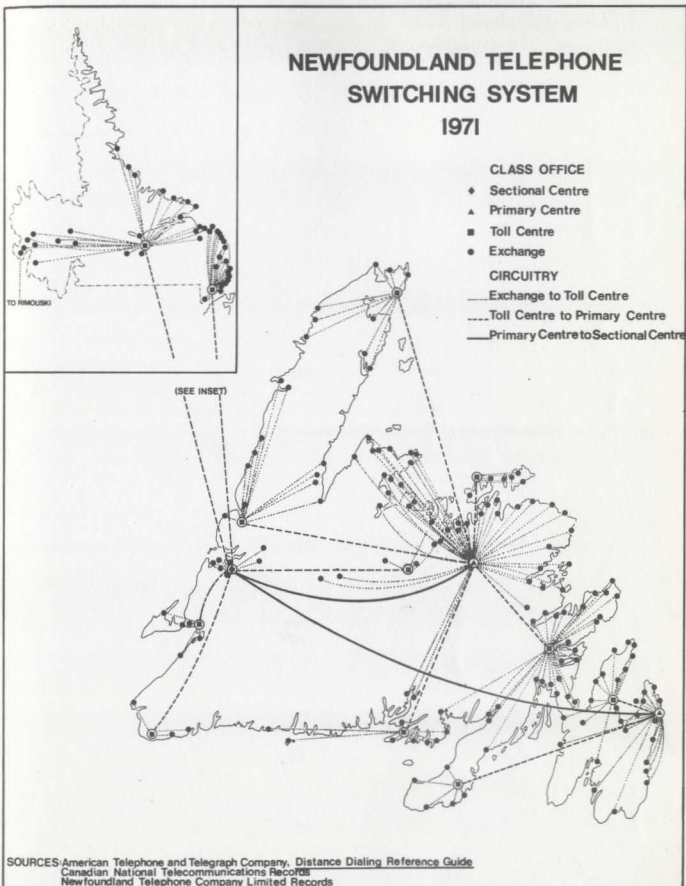 NEWFOUNDLAND TELEPHONE
SWITCHING SYSTEM
1971
CLASS OFFICE
Sectional Centre
Primary Centre
Toll Centre
Exchange
CIRCUITRY
Exchange to Toll Centre
Toll Centre to Primary Centre
Primary Centre to Sectional Centre
TO RIMOUSKI
(SEE INSET)
SOURCES: American Telephone and Telegraph Company, Distance Dialing Reference Guide
Canadian National Telecommunications Records
Newfoundland Telephone Company Limited Records